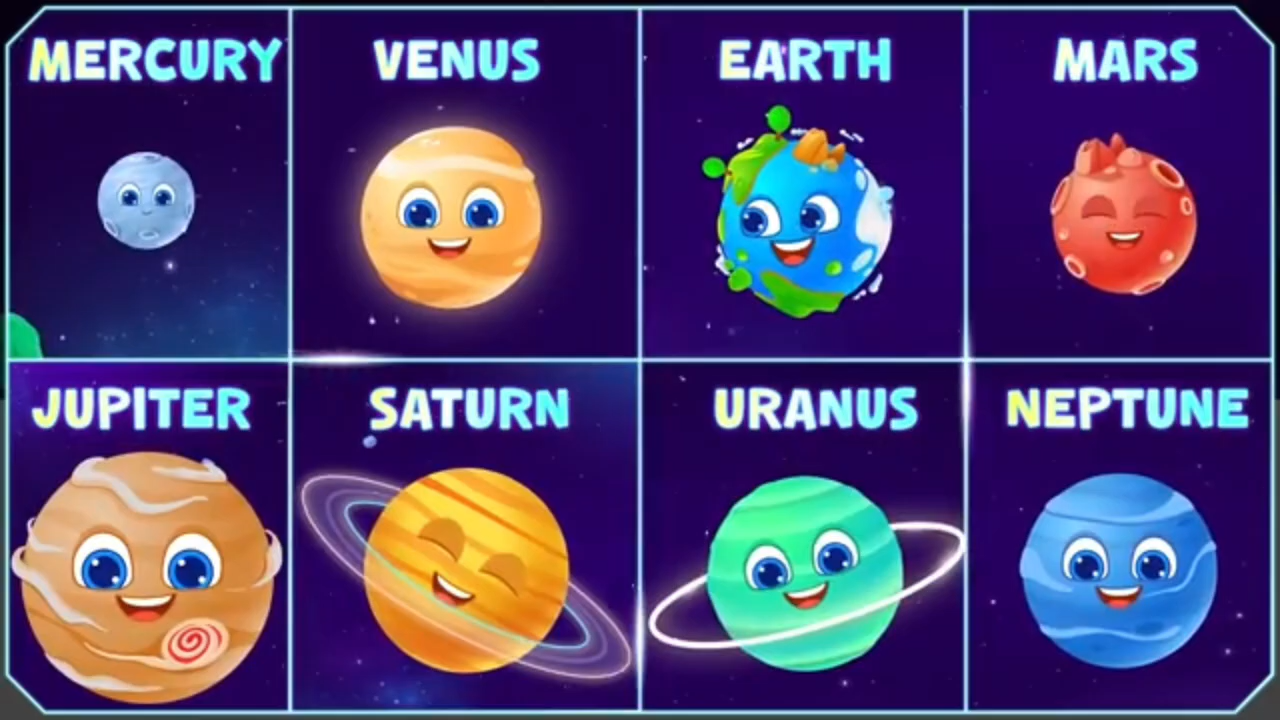 MERCURY
VENUS
EARTH
MARS
JUPITER
SATURN
URANUS
NEPTUNE